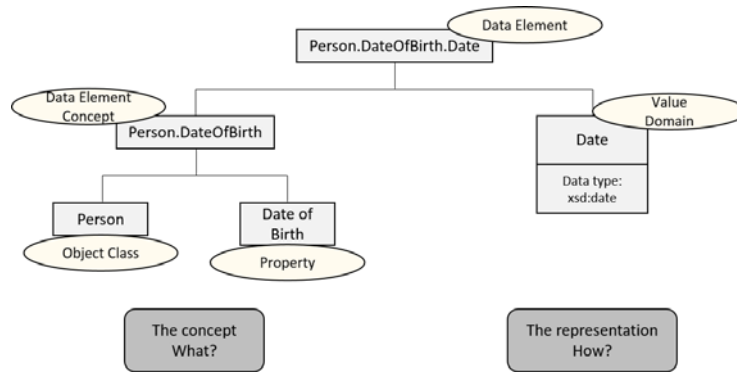 Data Element
Person.DateOfBirth.Date
Data Element
Concept
Person.DateOfBirth
Value
Domain
Date
Data type:
xsd:date
Person
Object Class
Date of
Birth
Property
The concept
What?
The representation
How?